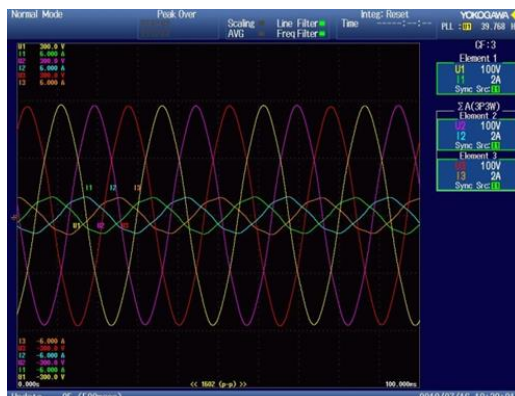 Normal Mode Peak Over Integ: Reset YOKOGAWA
Scaling Line Filter Time ----:--:-- PLL :U1 39.768 H
AVG Freq Filter
CF:3
U1 300.0 V
I1 6.000 A
U2 300.0 V
I2 6.000 A
U3 300.0 V
I3 6.000 A
Element 1
U1 100V
I1 2A
Sync Src:I1
ΣA(3P3W)
Element 2
U2 100V
I2 2A
Sync Src:I1
Element 3
U3 100V
I3 2A
Sync Src:I1
I1 I2 I3
U1 U2 U3
I3 -6.000 A
U3 -300.0 V
I2 -6.000 A
U2 -300.0 V
I1 -6.000 A
U1 -300.0 V
0.000s << 1602 (p-p) >> 100.000ms